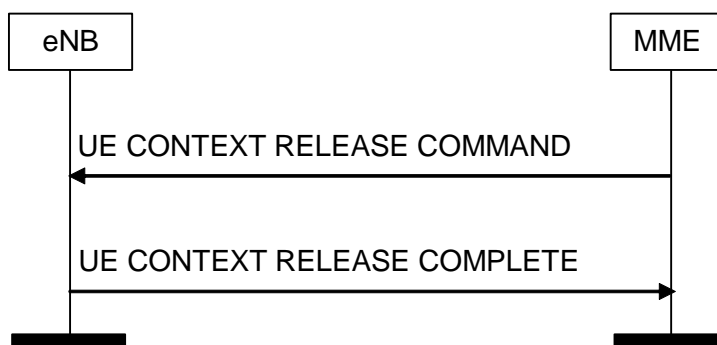 eNB
MME
UE CONTEXT RELEASE COMMAND
UE CONTEXT RELEASE COMPLETE